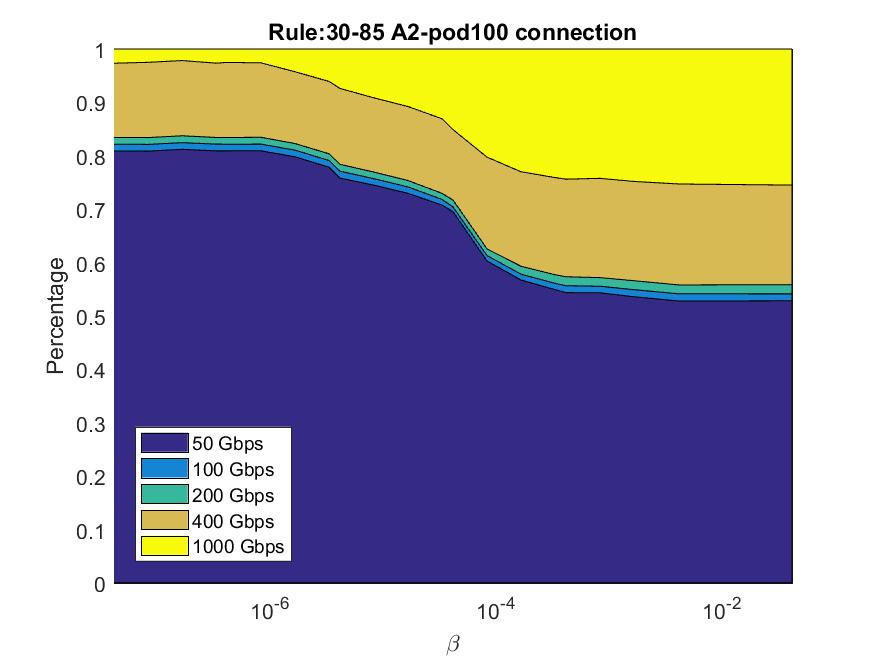 Rule:30-85 A2-pod100 connection
1
0.9
0.8
0.7
0.6
0.5
0.4
0.3
0.2
0.1
0
Percentage
50 Gbps
100 Gbps
200 Gbps
400 Gbps
1000 Gbps
10^-6 10^-4 10^-2
β